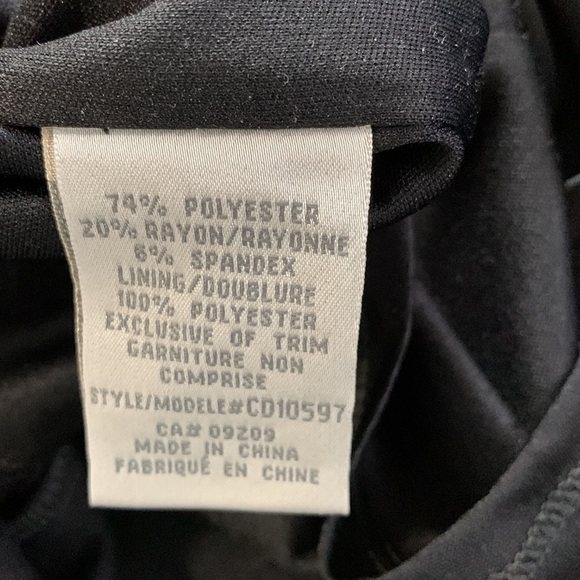 74% POLYESTER
20% RAYON/RAYONNE
6% SPANDEX
LINING/DOUBLURE
100% POLYESTER
EXCLUSIVE OF TRIM
GARNITURE NON
COMPRISE
STYLE/MODELE#CD10597
CA# 09209
MADE IN CHINA
FABRIQUÉ EN CHINE